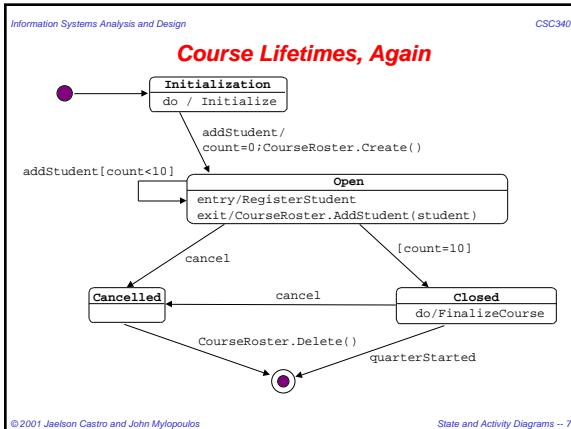 Information Systems Analysis and Design CSC340
Course Lifetimes, Again
Initialization
do / Initialize
addStudent/
count=0;CourseRoster.Create()
addStudent[count<10]
Open
entry/RegisterStudent
exit/CourseRoster.AddStudent(student)
[count=10]
cancel
Cancelled
cancel
Closed
do/FinalizeCourse
CourseRoster.Delete()
quarterStarted
© 2001 Jaelson Castro and John Mylopoulos State and Activity Diagrams -- 7